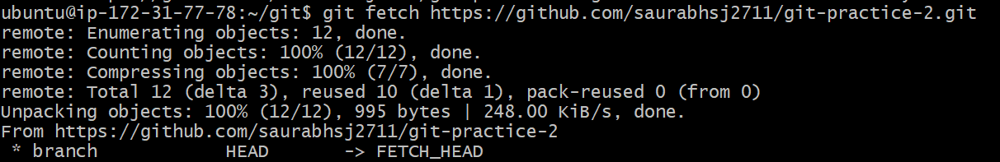 ubuntu@ip-172-31-77-78:~/git$ git fetch https://github.com/saurabhsj2711/git-practice-2.git
remote: Enumerating objects: 12, done.
remote: Counting objects: 100% (12/12), done.
remote: Compressing objects: 100% (7/7), done.
remote: Total 12 (delta 3), reused 10 (delta 1), pack-reused 0 (from 0)
Unpacking objects: 100% (12/12), 995 bytes | 248.00 KiB/s, done.
From https://github.com/saurabhsj2711/git-practice-2
 * branch            HEAD       -> FETCH_HEAD